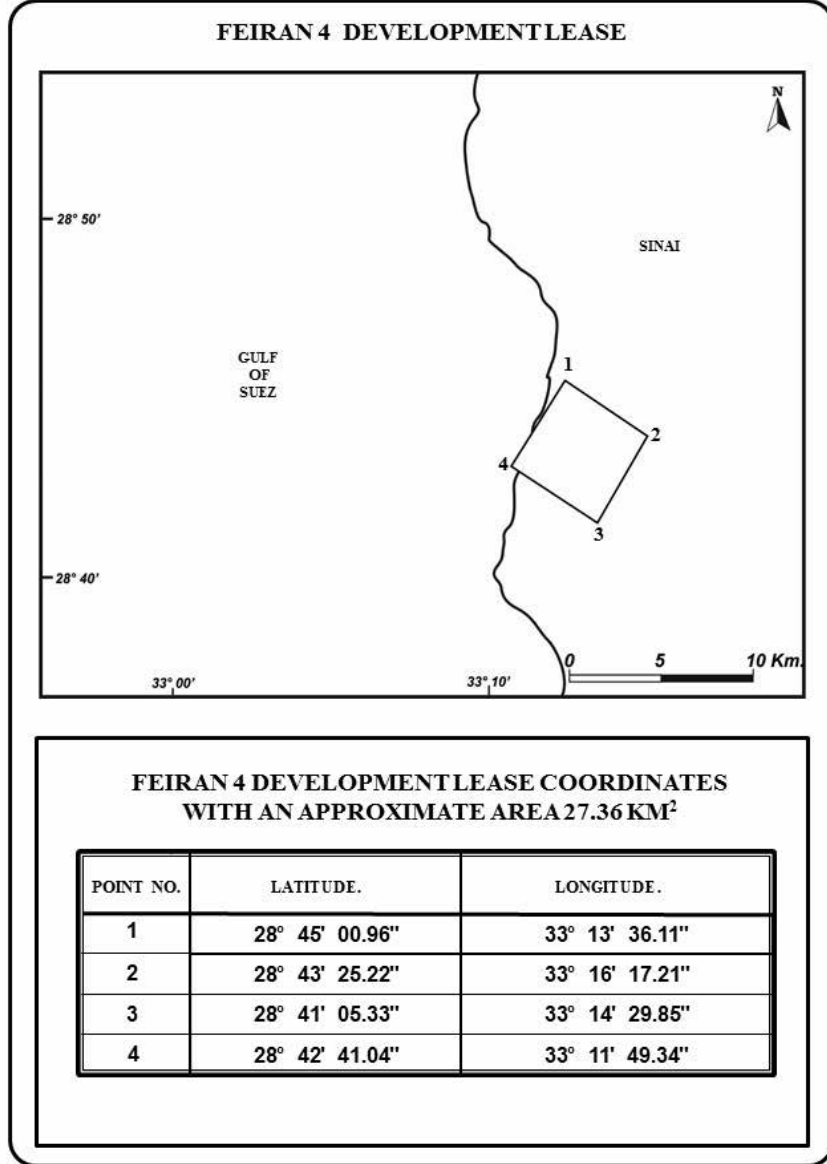 FEIRAN 4 DEVELOPMENT LEASE
N
28° 50'
SINAI
GULF
OF
SUEZ
1
2
4
3
28° 40'
0 5 10 Km.
33° 00' 33° 10'
FEIRAN 4 DEVELOPMENT LEASE COORDINATES
WITH AN APPROXIMATE AREA 27.36 KM²
POINT NO. LATITUDE. LONGITUDE.
1 28° 45' 00.96" 33° 13' 36.11"
2 28° 43' 25.22" 33° 16' 17.21"
3 28° 41' 05.33" 33° 14' 29.85"
4 28° 42' 41.04" 33° 11' 49.34"